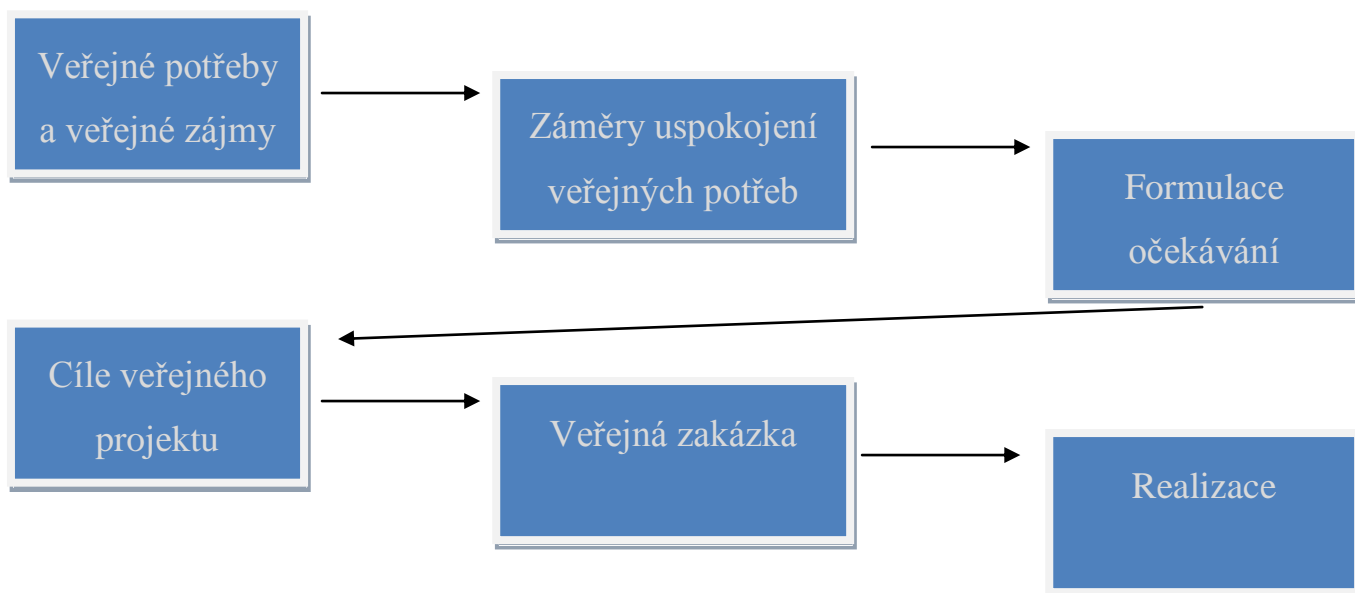 Veřejné potřeby
a veřejné zájmy
Záměry uspokojení
veřejných potřeb
Formulace
očekávání
Cíle veřejného
projektu
Veřejná zakázka
Realizace